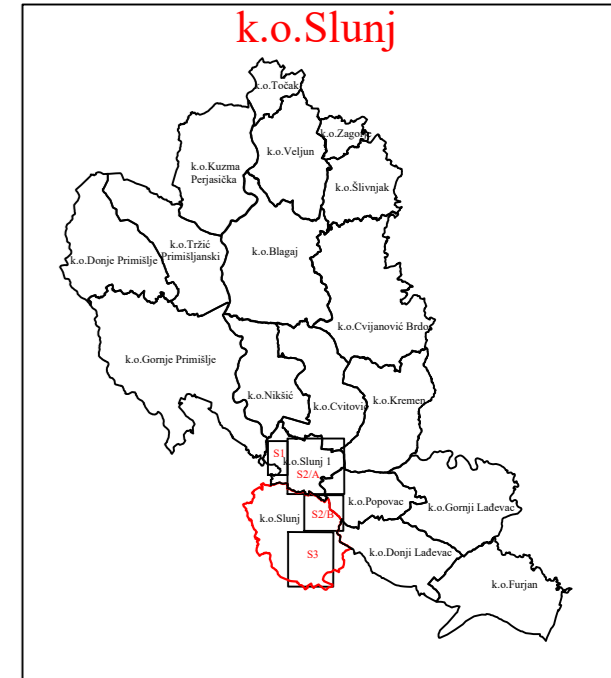 k.o.Slunj
k.o.Točak
k.o.Zagorje
k.o.Veljun
k.o.Kuzma
Perjasička
k.o.Šlivnjak
k.o.Tržić
Primišljanski
k.o.Blagaj
k.o.Donje Primišlje
k.o.Cvijanović Brdo
k.o.Gornje Primišlje
k.o.Nikšić
k.o.Cvitović
k.o.Kremen
S1
k.o.Slunj 1
S2/A
k.o.Popovac
k.o.Gornji Lađevac
k.o.Slunj
S2/B
S3
k.o.Donji Lađevac
k.o.Furjan